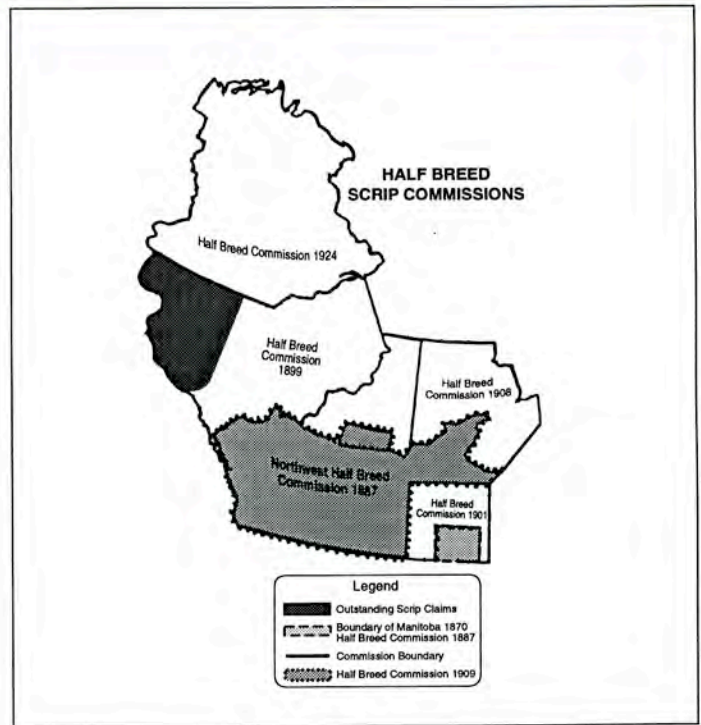 HALF BREED
SCRIP COMMISSIONS
Half Breed Commission 1924
Half Breed
Commission
1899
Half Breed
Commission 1908
Northwest Half Breed
Commission 1887
Half Breed
Commission 1901
Legend
Outstanding Scrip Claims
Boundary of Manitoba 1870
Half Breed Commission 1887
Commission Boundary
Half Breed Commission 1909